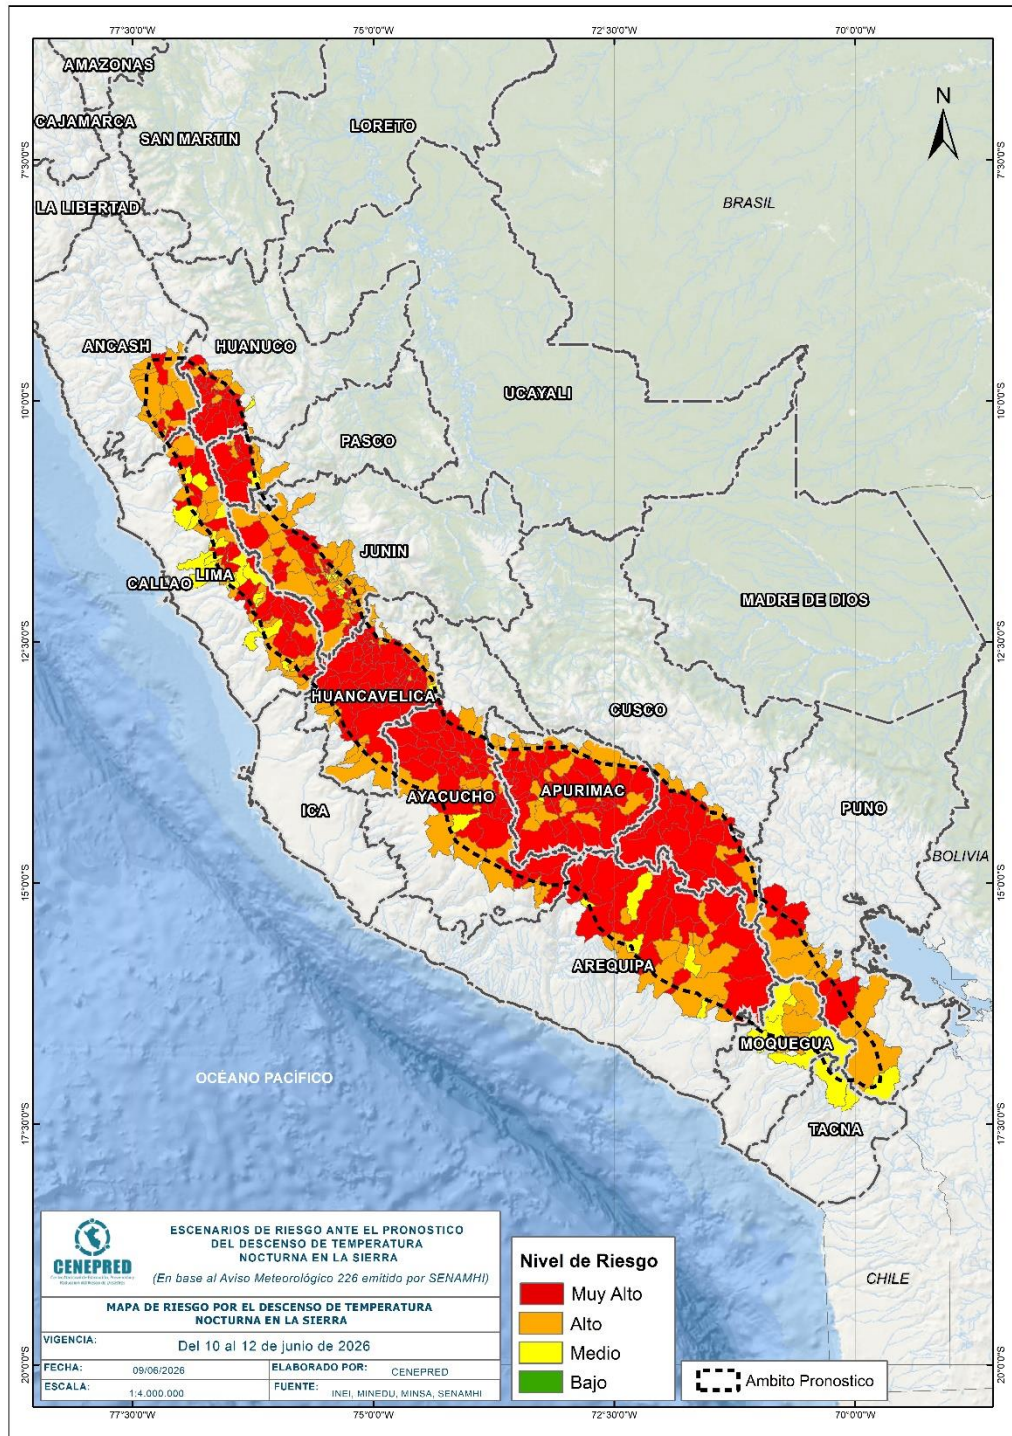 77°30'0"W 75°0'0"W 72°30'0"W 70°0'0"W
AMAZONAS
CAJAMARCA
SAN MARTIN
LORETO
N
7°30'0"S 7°30'0"S
LA LIBERTAD
BRASIL
ANCASH
HUANUCO
UCAYALI
10°0'0"S 10°0'0"S
PASCO
JUNIN
CALLAO
LIMA
MADRE DE DIOS
12°30'0"S 12°30'0"S
HUANCAVELICA
CUSCO
ICA
AYACUCHO
APURIMAC
PUNO
BOLIVIA
15°0'0"S 15°0'0"S
AREQUIPA
MOQUEGUA
OCÉANO PACÍFICO
TACNA
17°30'0"S 17°30'0"S
CHILE
20°0'0"S 20°0'0"S
CENEPRED
ESCENARIOS DE RIESGO ANTE EL PRONOSTICO
DEL DESCENSO DE TEMPERATURA
NOCTURNA EN LA SIERRA
(En base al Aviso Meteorológico 226 emitido por SENAMHI)
MAPA DE RIESGO POR EL DESCENSO DE TEMPERATURA
NOCTURNA EN LA SIERRA
VIGENCIA: Del 10 al 12 de junio de 2026
FECHA: 09/06/2026 ELABORADO POR: CENEPRED
ESCALA: 1:4.000.000 FUENTE: INEI, MINEDU, MINSA, SENAMHI
Nivel de Riesgo
Muy Alto
Alto
Medio
Bajo
Ambito Pronostico
77°30'0"W 75°0'0"W 72°30'0"W 70°0'0"W